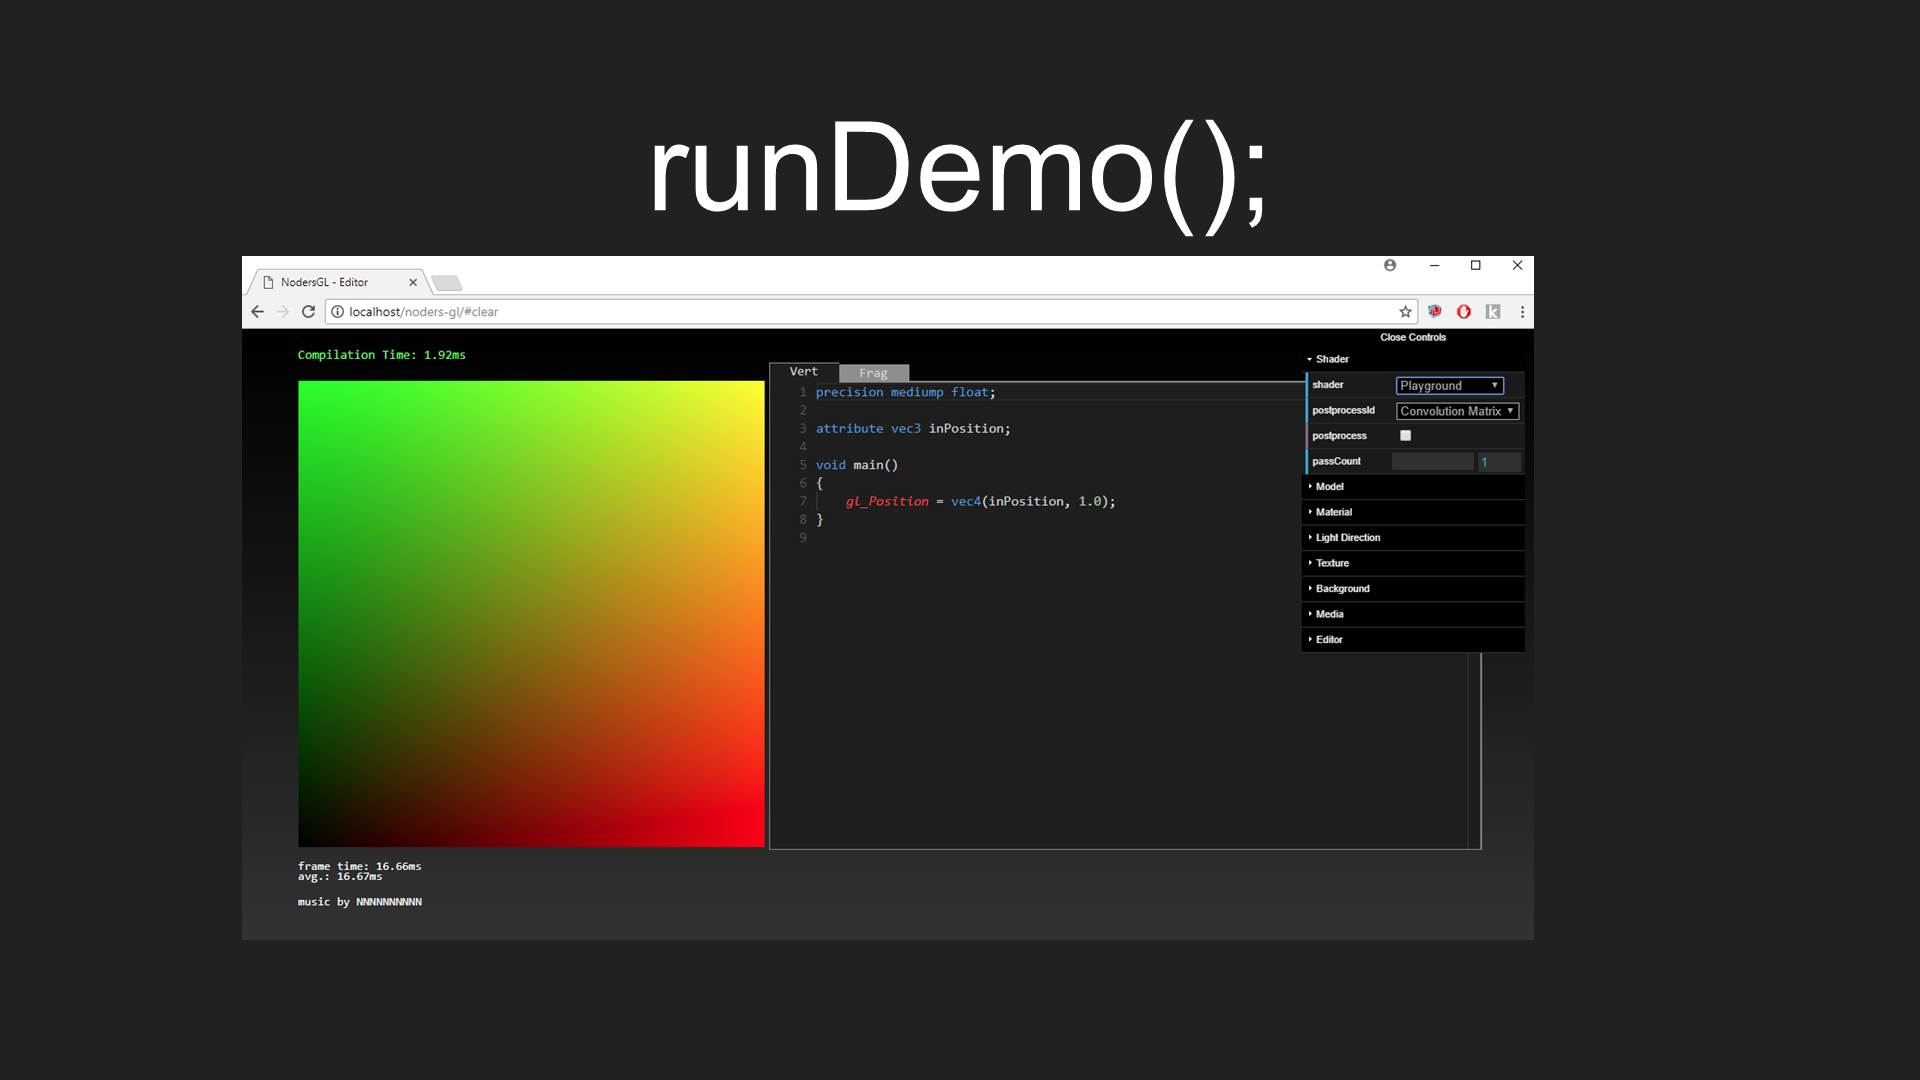 runDemo();
NodersGL - Editor
localhost/noders-gl/#clear
Close Controls
Compilation Time: 1.92ms
Vert
Frag
1 precision mediump float;
2
3 attribute vec3 inPosition;
4
5 void main()
6 {
7 gl_Position = vec4(inPosition, 1.0);
8 }
9
Shader
shader Playground
postprocessId Convolution Matrix
postprocess
passCount 1
Model
Material
Light Direction
Texture
Background
Media
Editor
frame time: 16.66ms
avg.: 16.67ms
music by NNNNNNNNNN